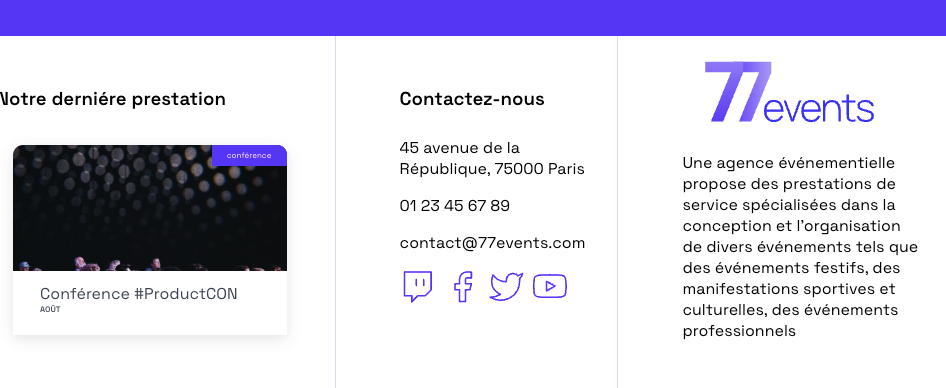 Notre derniére prestation
conférence
Conférence #ProductCON
AOÛT
Contactez-nous
45 avenue de la
République, 75000 Paris
01 23 45 67 89
contact@77events.com
77events
Une agence événementielle
propose des prestations de
service spécialisées dans la
conception et l'organisation
de divers événements tels que
des événements festifs, des
manifestations sportives et
culturelles, des événements
professionnels